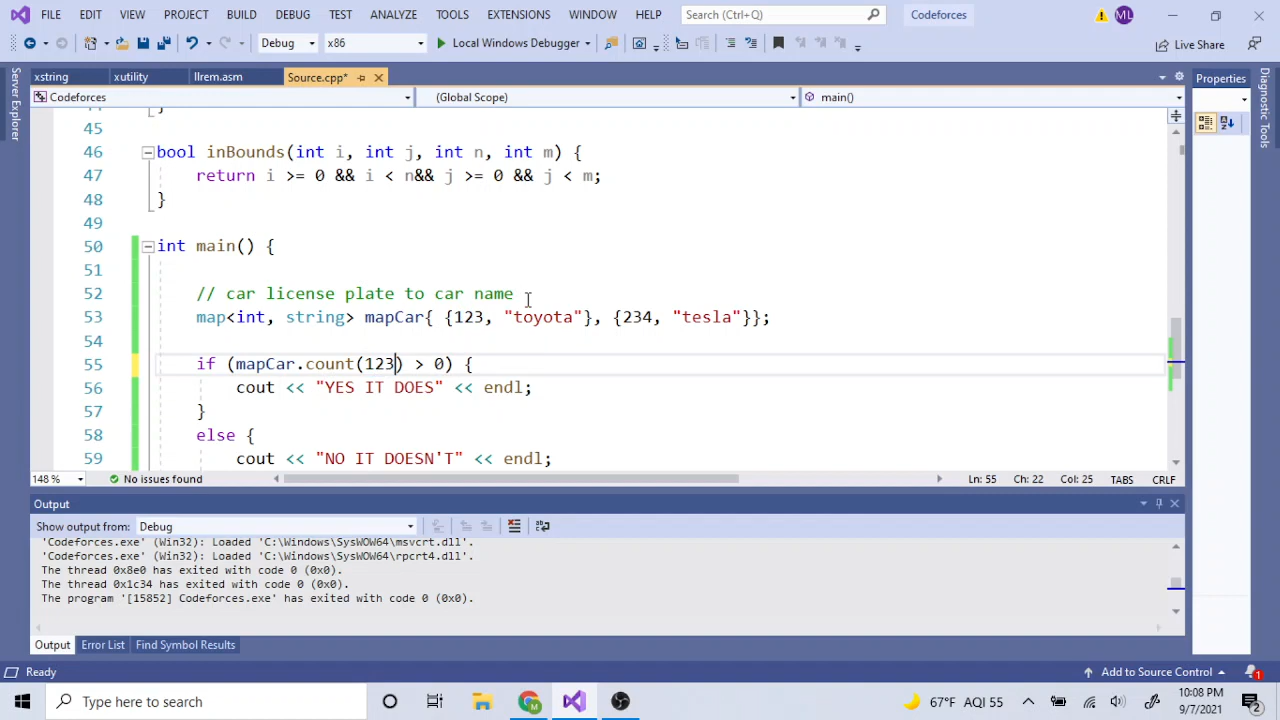 FILE EDIT VIEW PROJECT BUILD DEBUG TEST ANALYZE TOOLS EXTENSIONS WINDOW HELP Search (Ctrl+Q) Codeforces ML
Debug x86 Local Windows Debugger Live Share
xstring xutility llrem.asm Source.cpp* Properties
Codeforces (Global Scope) main()
Server Explorer
Diagnostic Tools
45
46 bool inBounds(int i, int j, int n, int m) {
47 return i >= 0 && i < n&& j >= 0 && j < m;
48 }
49
50 int main() {
51
52 // car license plate to car name
53 map<int, string> mapCar{ {123, "toyota"}, {234, "tesla"}};
54
55 if (mapCar.count(123) > 0) {
56 cout << "YES IT DOES" << endl;
57 }
58 else {
59 cout << "NO IT DOESN'T" << endl;
148 % No issues found Ln: 55 Ch: 22 Col: 25 TABS CRLF
Output
Show output from: Debug
'Codeforces.exe' (Win32): Loaded 'C:\Windows\SysWOW64\msvcrt.dll'.
'Codeforces.exe' (Win32): Loaded 'C:\Windows\SysWOW64\rpcrt4.dll'.
The thread 0x8e0 has exited with code 0 (0x0).
The thread 0x1c34 has exited with code 0 (0x0).
The program '[15852] Codeforces.exe' has exited with code 0 (0x0).
Output Error List Find Symbol Results
Ready Add to Source Control 1
Type here to search 67°F AQI 55 10:08 PM
9/7/2021 2